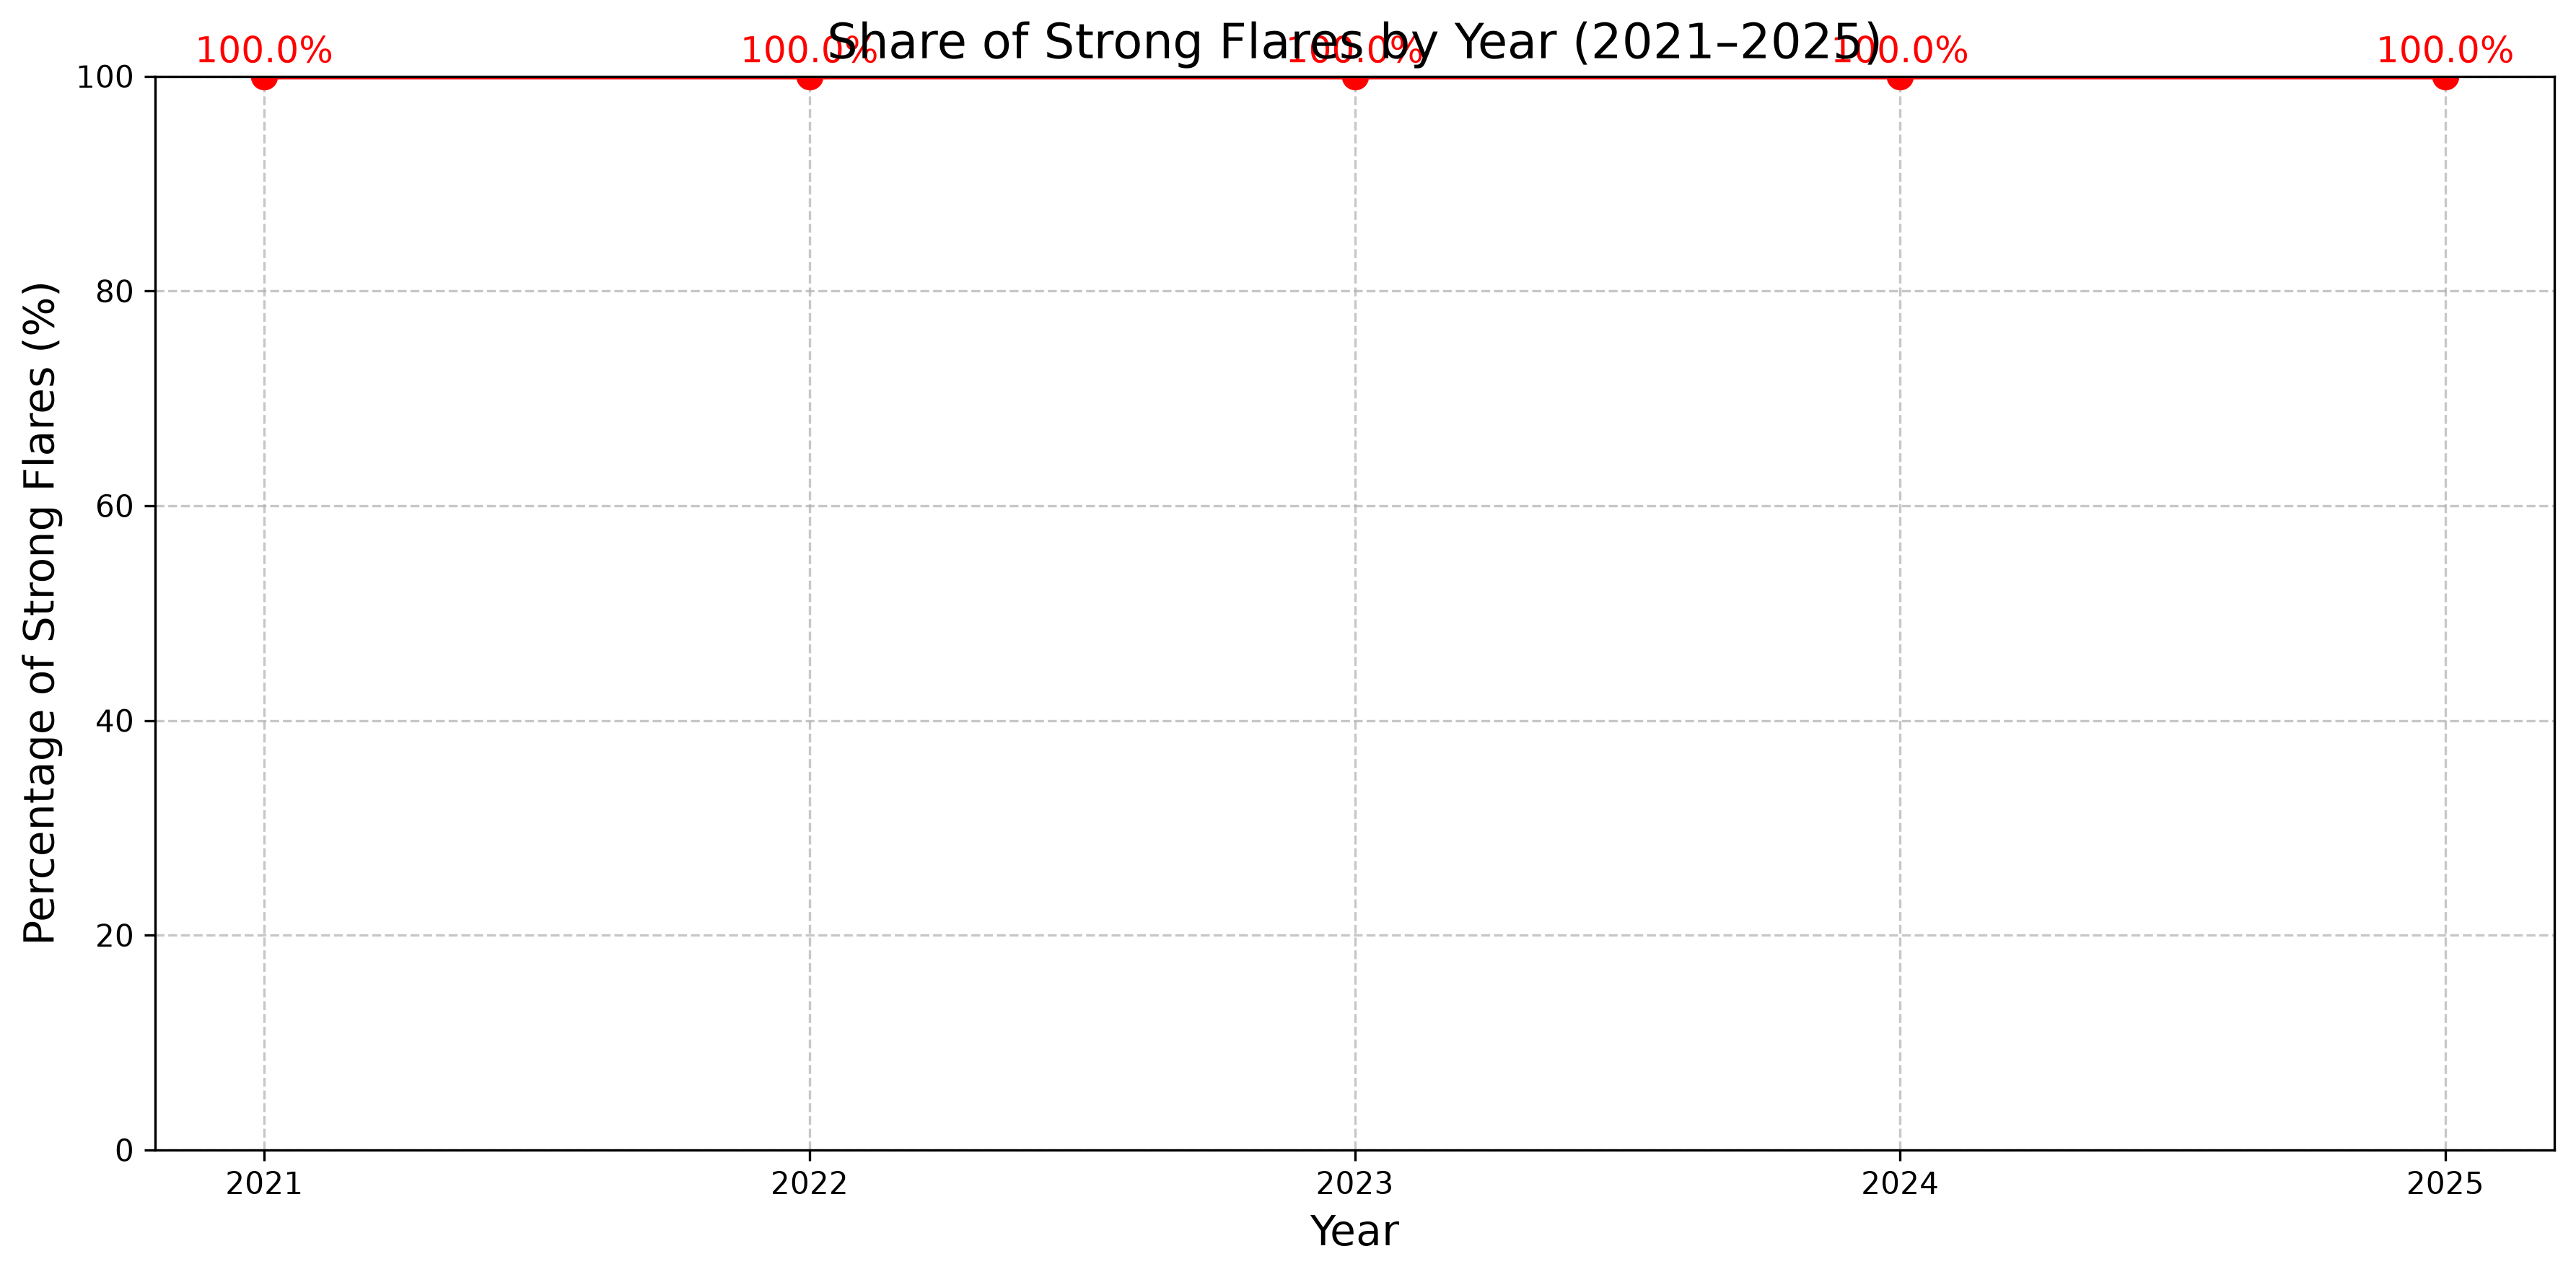 Share of Strong Flares by Year (2021–2025)
100.0% 100.0% 100.0% 100.0% 100.0%
Percentage of Strong Flares (%)
100
80
60
40
20
0
2021 2022 2023 2024 2025
Year